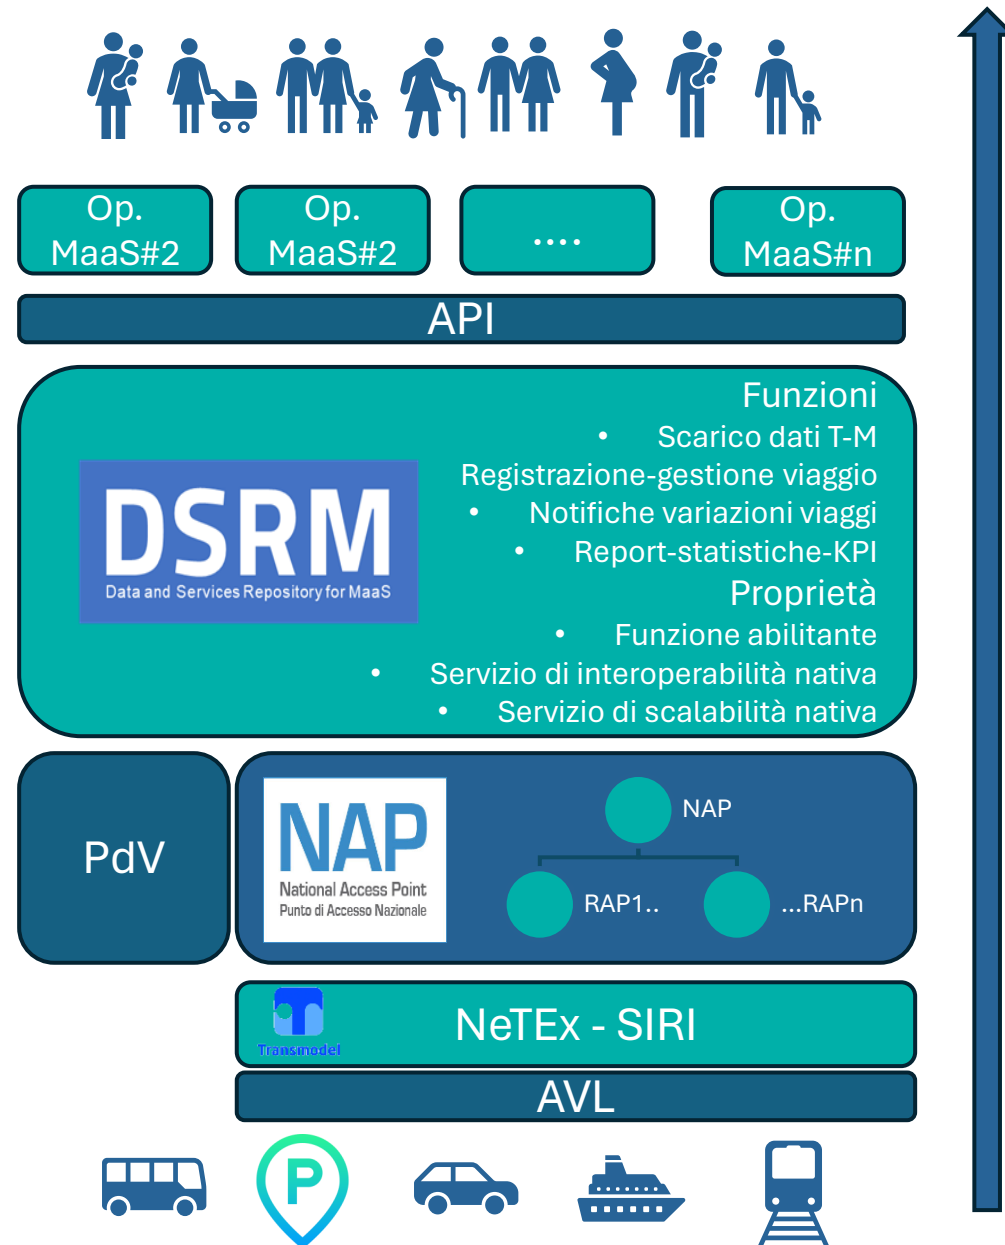 Op.
MaaS#2
Op.
MaaS#2
....
Op.
MaaS#n
API
DSRM
Data and Services Repository for MaaS
Funzioni
• Scarico dati T-M
Registrazione-gestione viaggio
• Notifiche variazioni viaggi
• Report-statistiche-KPI
Proprietà
• Funzione abilitante
• Servizio di interoperabilità nativa
• Servizio di scalabilità nativa
PdV
NAP
National Access Point
Punto di Accesso Nazionale
NAP
RAP1..
...RAPn
Transmodel
NeTEx - SIRI
AVL
P